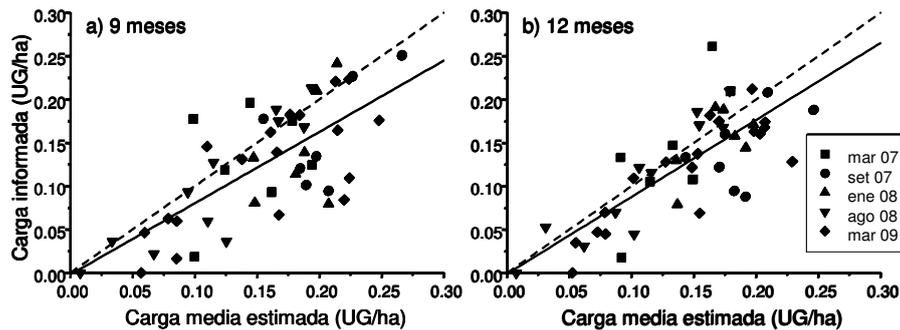 a) 9 meses
b) 12 meses
Carga informada (UG/ha)
0.30
0.25
0.20
0.15
0.10
0.05
0.00
0.30
0.25
0.20
0.15
0.10
0.05
0.00
mar 07
set 07
ene 08
ago 08
mar 09
0.00 0.05 0.10 0.15 0.20 0.25 0.30
0.00 0.05 0.10 0.15 0.20 0.25 0.30
Carga media estimada (UG/ha)
Carga media estimada (UG/ha)